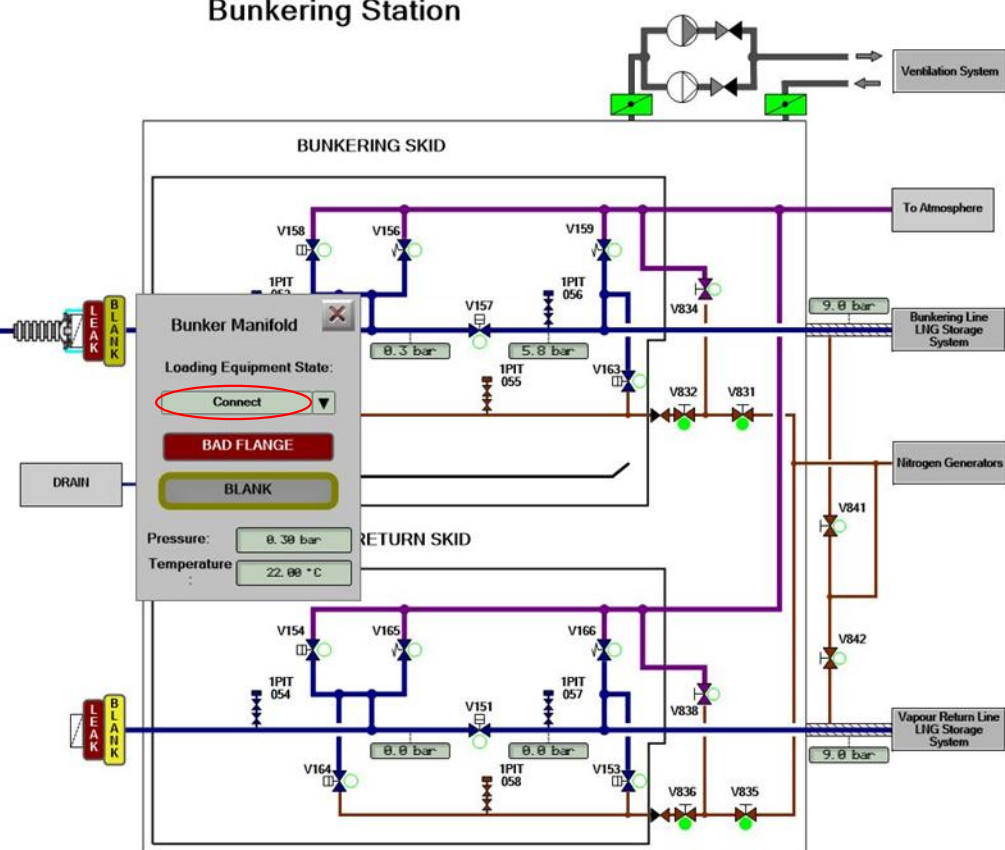 Bunkering Station
Ventilation System
BUNKERING SKID
To Atmosphere
V158
V156
V159
1PIT
1PIT
056
V157
V834
9.0 bar
Bunkering Line
LNG Storage
System
LEAK
BLANK
Bunker Manifold
0.3 bar
5.8 bar
Loading Equipment State:
1PIT
055
V163
Connect
V832
V831
BAD FLANGE
Nitrogen Generators
DRAIN
BLANK
V841
Pressure:
0.30 bar
RETURN SKID
Temperature
:
22.00 °C
V154
V165
V166
V842
1PIT
054
1PIT
057
V151
V838
LEAK
BLANK
Vapour Return Line
LNG Storage
System
0.0 bar
0.0 bar
9.0 bar
V164
1PIT
058
V153
V836
V835